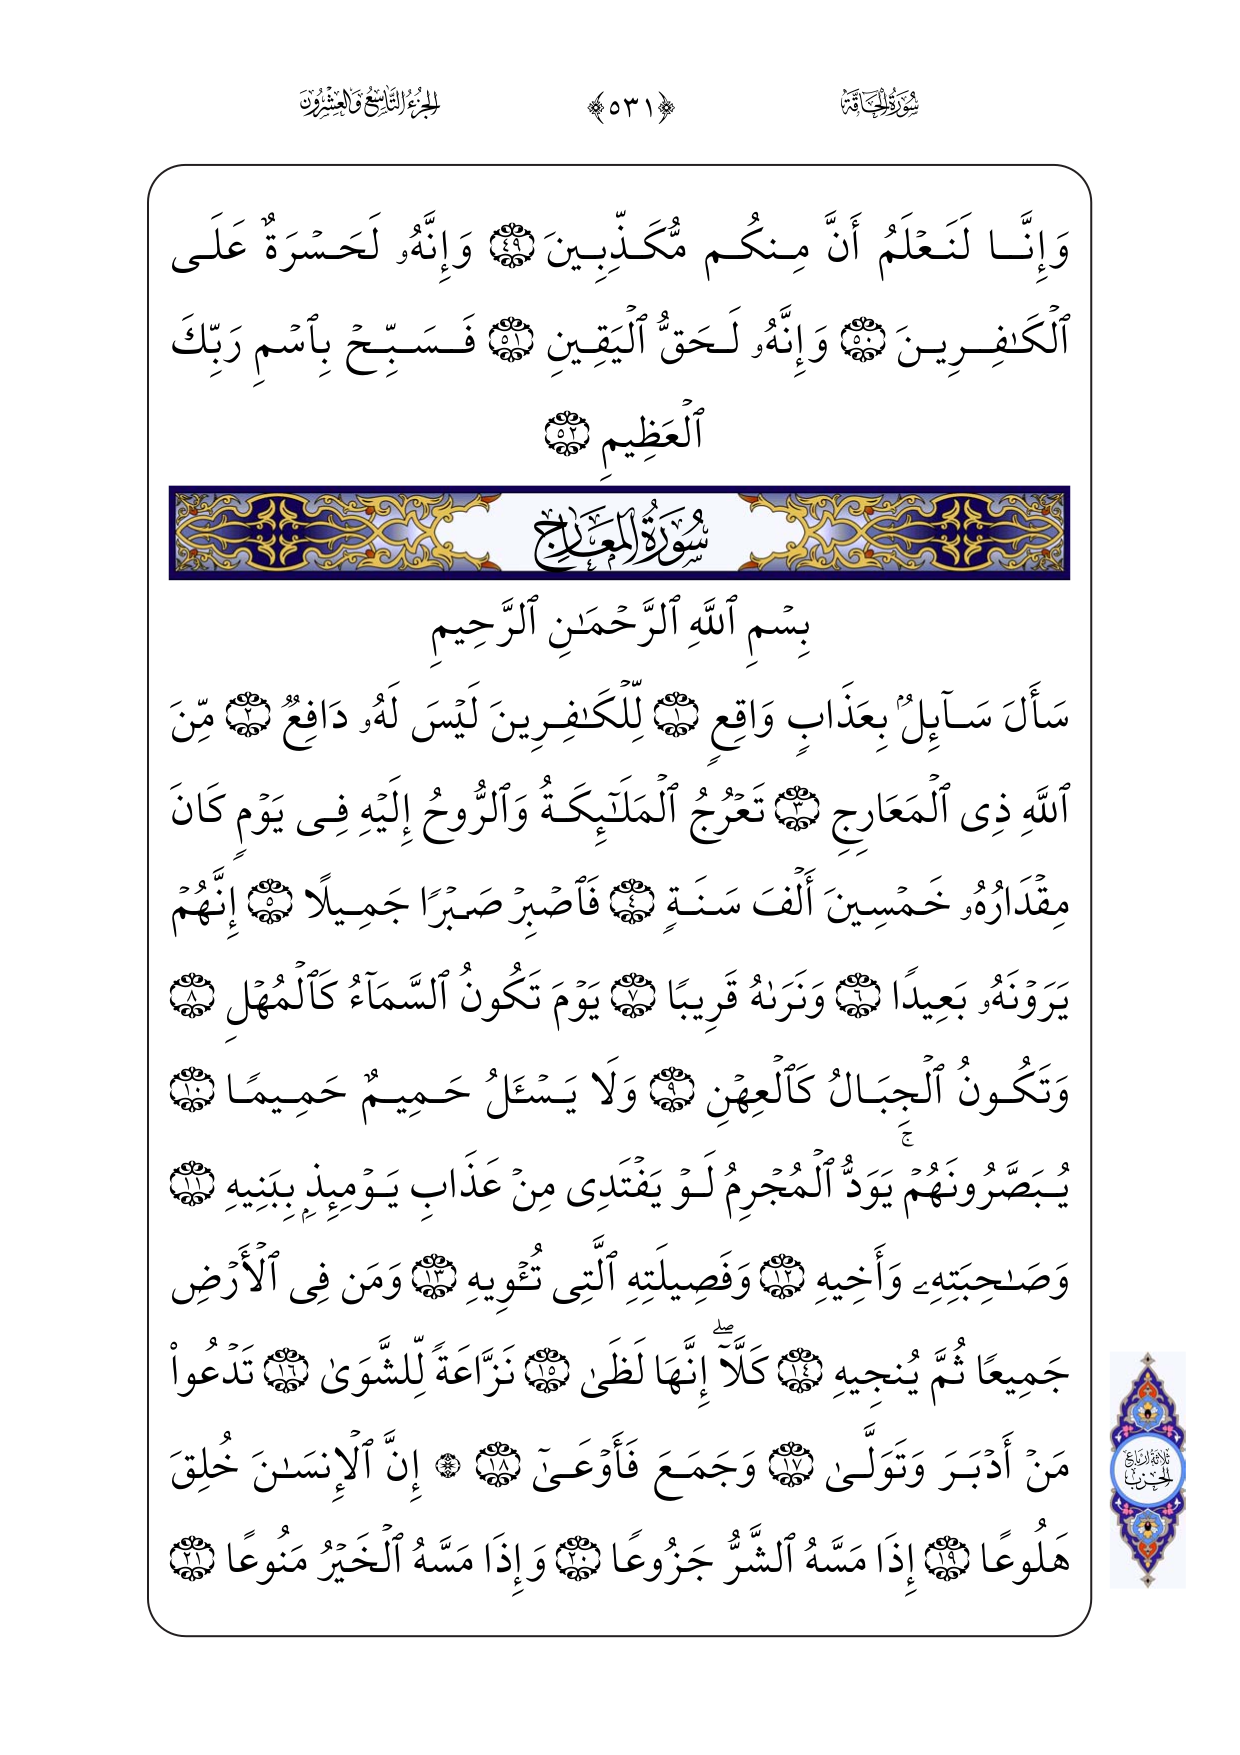 سُورَةُ الحَاقَّةِ ﴿٥٣١﴾ الجُزْءُ التَّاسِعُ وَالعِشْرُونَ
وَإِنَّا لَنَعۡلَمُ أَنَّ مِنكُم مُّكَذِّبِينَ ٤٩ وَإِنَّهُۥ لَحَسۡرَةٌ عَلَى
ٱلۡكَٰفِرِينَ ٥٠ وَإِنَّهُۥ لَحَقُّ ٱلۡيَقِينِ ٥١ فَسَبِّحۡ بِٱسۡمِ رَبِّكَ
ٱلۡعَظِيمِ ٥٢
سُورَةُ المَعَارِجِ
بِسۡمِ ٱللَّهِ ٱلرَّحۡمَٰنِ ٱلرَّحِيمِ
سَأَلَ سَآئِلُۢ بِعَذَابٖ وَاقِعٖ ١ لِّلۡكَٰفِرِينَ لَيۡسَ لَهُۥ دَافِعٞ ٢ مِّنَ
ٱللَّهِ ذِي ٱلۡمَعَارِجِ ٣ تَعۡرُجُ ٱلۡمَلَٰٓئِكَةُ وَٱلرُّوحُ إِلَيۡهِ فِي يَوۡمٖ كَانَ
مِقۡدَارُهُۥ خَمۡسِينَ أَلۡفَ سَنَةٖ ٤ فَٱصۡبِرۡ صَبۡرٗا جَمِيلًا ٥ إِنَّهُمۡ
يَرَوۡنَهُۥ بَعِيدٗا ٦ وَنَرَىٰهُ قَرِيبٗا ٧ يَوۡمَ تَكُونُ ٱلسَّمَآءُ كَٱلۡمُهۡلِ ٨
وَتَكُونُ ٱلۡجِبَالُ كَٱلۡعِهۡنِ ٩ وَلَا يَسۡـَٔلُ حَمِيمٌ حَمِيمٗا ١٠
يُبَصَّرُونَهُمۡۚ يَوَدُّ ٱلۡمُجۡرِمُ لَوۡ يَفۡتَدِي مِنۡ عَذَابِ يَوۡمِئِذِۭ بِبَنِيهِ ١١
وَصَٰحِبَتِهِۦ وَأَخِيهِ ١٢ وَفَصِيلَتِهِ ٱلَّتِي تُـٔۡوِيهِ ١٣ وَمَن فِي ٱلۡأَرۡضِ
جَمِيعٗا ثُمَّ يُنجِيهِ ١٤ كَلَّآۖ إِنَّهَا لَظَىٰ ١٥ نَزَّاعَةٗ لِّلشَّوَىٰ ١٦ تَدۡعُواْ
مَنۡ أَدۡبَرَ وَتَوَلَّىٰ ١٧ وَجَمَعَ فَأَوۡعَىٰٓ ١٨ ۞ إِنَّ ٱلۡإِنسَٰنَ خُلِقَ
هَلُوعًا ١٩ إِذَا مَسَّهُ ٱلشَّرُّ جَزُوعٗا ٢٠ وَإِذَا مَسَّهُ ٱلۡخَيۡرُ مَنُوعًا ٢١
ثَلَاثَةُ أَرْبَاعِ
الحِزْبِ